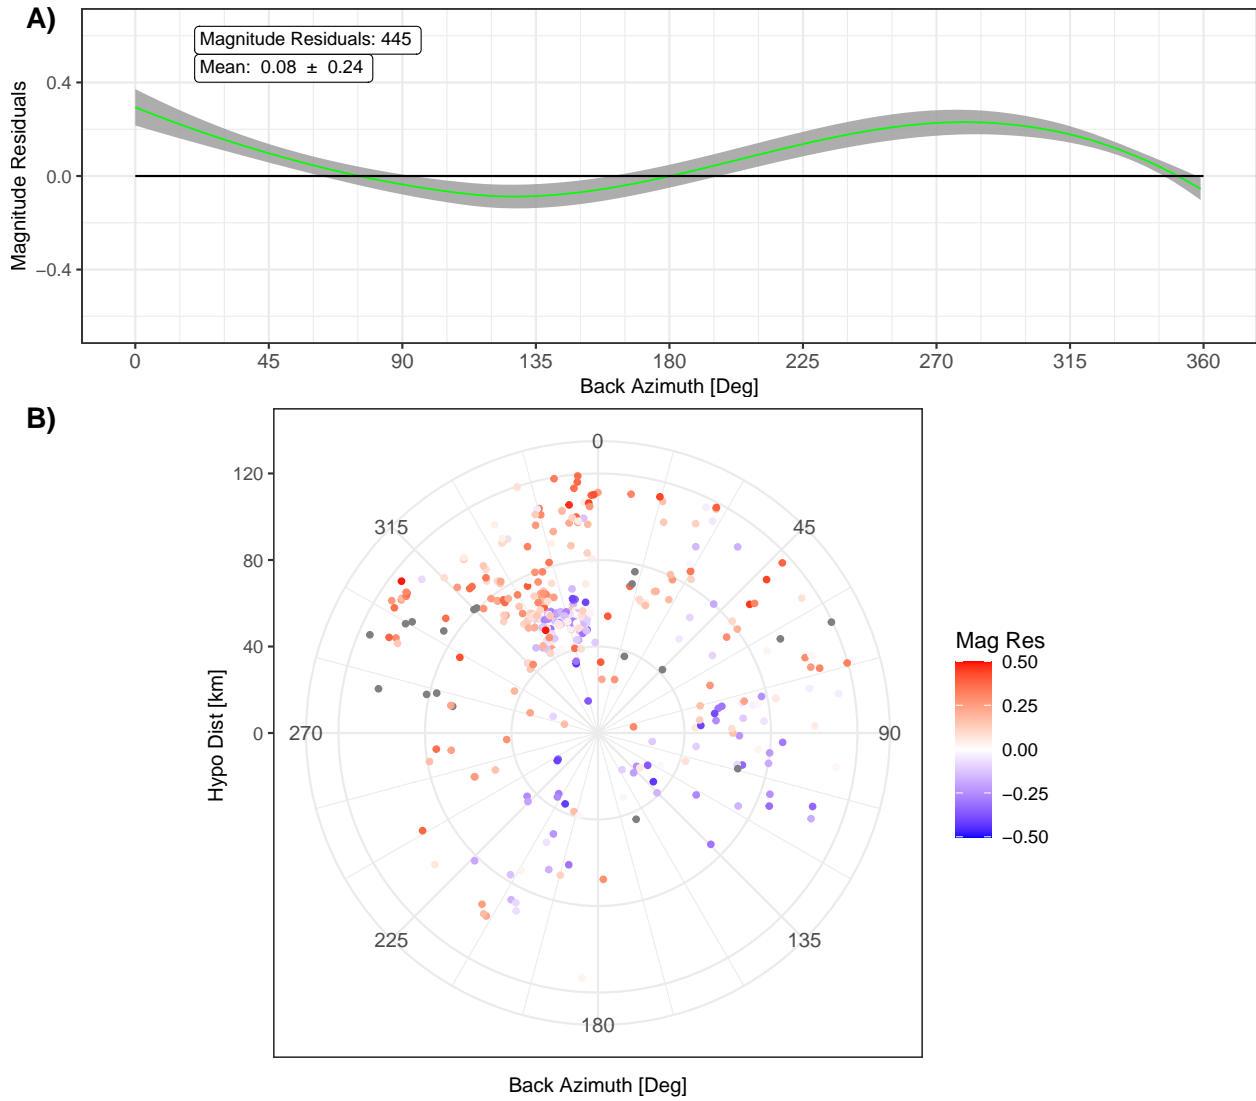 A)
Magnitude Residuals: 445
Mean:  0.08  ±  0.24
Magnitude Residuals
0.4
0.0
−0.4
0 45 90 135 180 225 270 315 360
Back Azimuth [Deg]
B)
Hypo Dist [km]
120
80
40
0
0
45
90
135
180
225
270
315
Back Azimuth [Deg]
Mag Res
0.50
0.25
0.00
−0.25
−0.50